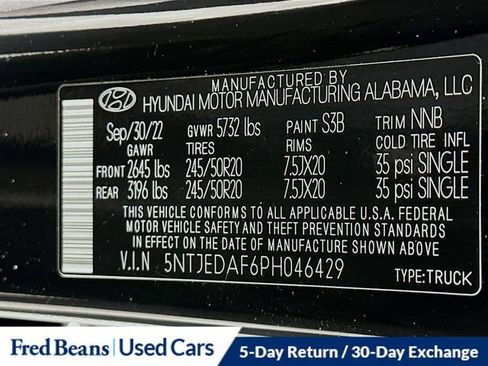 MANUFACTURED BY
HYUNDAI MOTOR MANUFACTURING ALABAMA, LLC
Sep/30/22 GVWR 5732 lbs PAINT S3B TRIM NNB
GAWR TIRES RIMS COLD TIRE INFL
FRONT 2645 lbs 245/50R20 7.5JX20 35 psi SINGLE
REAR 3196 lbs 245/50R20 7.5JX20 35 psi SINGLE
THIS VEHICLE CONFORMS TO ALL APPLICABLE U.S.A. FEDERAL
MOTOR VEHICLE SAFETY AND THEFT PREVENTION STANDARDS
IN EFFECT ON THE DATE OF MANUFACTURE SHOWN ABOVE.
V.I.N 5NTJEDAF6PH046429 TYPE:TRUCK
Fred Beans Used Cars 5-Day Return / 30-Day Exchange